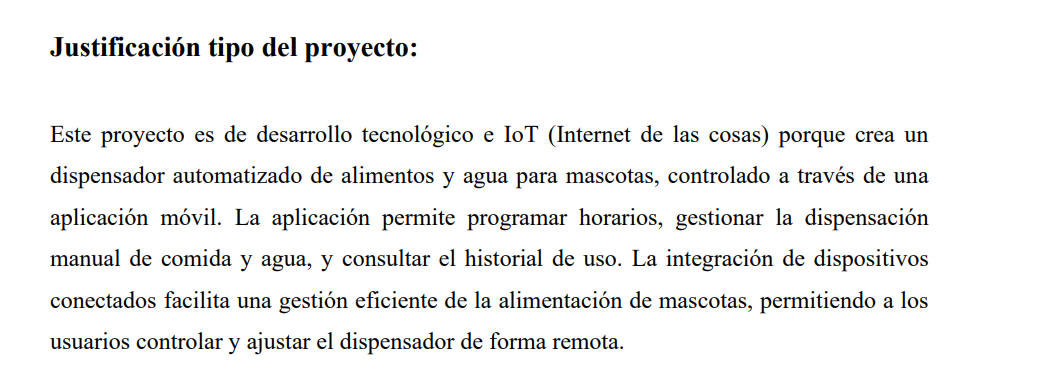 Justificación tipo del proyecto:
Este proyecto es de desarrollo tecnológico e IoT (Internet de las cosas) porque crea un
dispensador automatizado de alimentos y agua para mascotas, controlado a través de una
aplicación móvil. La aplicación permite programar horarios, gestionar la dispensación
manual de comida y agua, y consultar el historial de uso. La integración de dispositivos
conectados facilita una gestión eficiente de la alimentación de mascotas, permitiendo a los
usuarios controlar y ajustar el dispensador de forma remota.